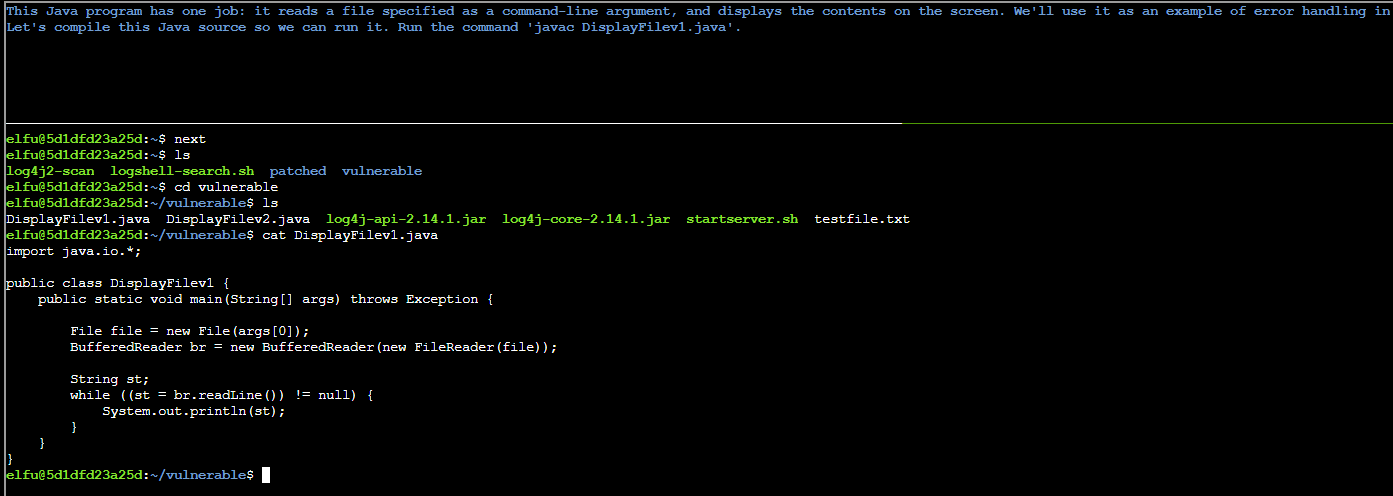 This Java program has one job: it reads a file specified as a command-line argument, and displays the contents on the screen. We'll use it as an example of error handling in
Let's compile this Java source so we can run it. Run the command 'javac DisplayFilev1.java'.
elfu@5d1dfd23a25d:~$ next
elfu@5d1dfd23a25d:~$ ls
log4j2-scan  logshell-search.sh  patched  vulnerable
elfu@5d1dfd23a25d:~$ cd vulnerable
elfu@5d1dfd23a25d:~/vulnerable$ ls
DisplayFilev1.java  DisplayFilev2.java  log4j-api-2.14.1.jar  log4j-core-2.14.1.jar  startserver.sh  testfile.txt
elfu@5d1dfd23a25d:~/vulnerable$ cat DisplayFilev1.java
import java.io.*;
public class DisplayFilev1 {
    public static void main(String[] args) throws Exception {
        File file = new File(args[0]);
        BufferedReader br = new BufferedReader(new FileReader(file));
        String st;
        while ((st = br.readLine()) != null) {
            System.out.println(st);
        }
    }
}
elfu@5d1dfd23a25d:~/vulnerable$